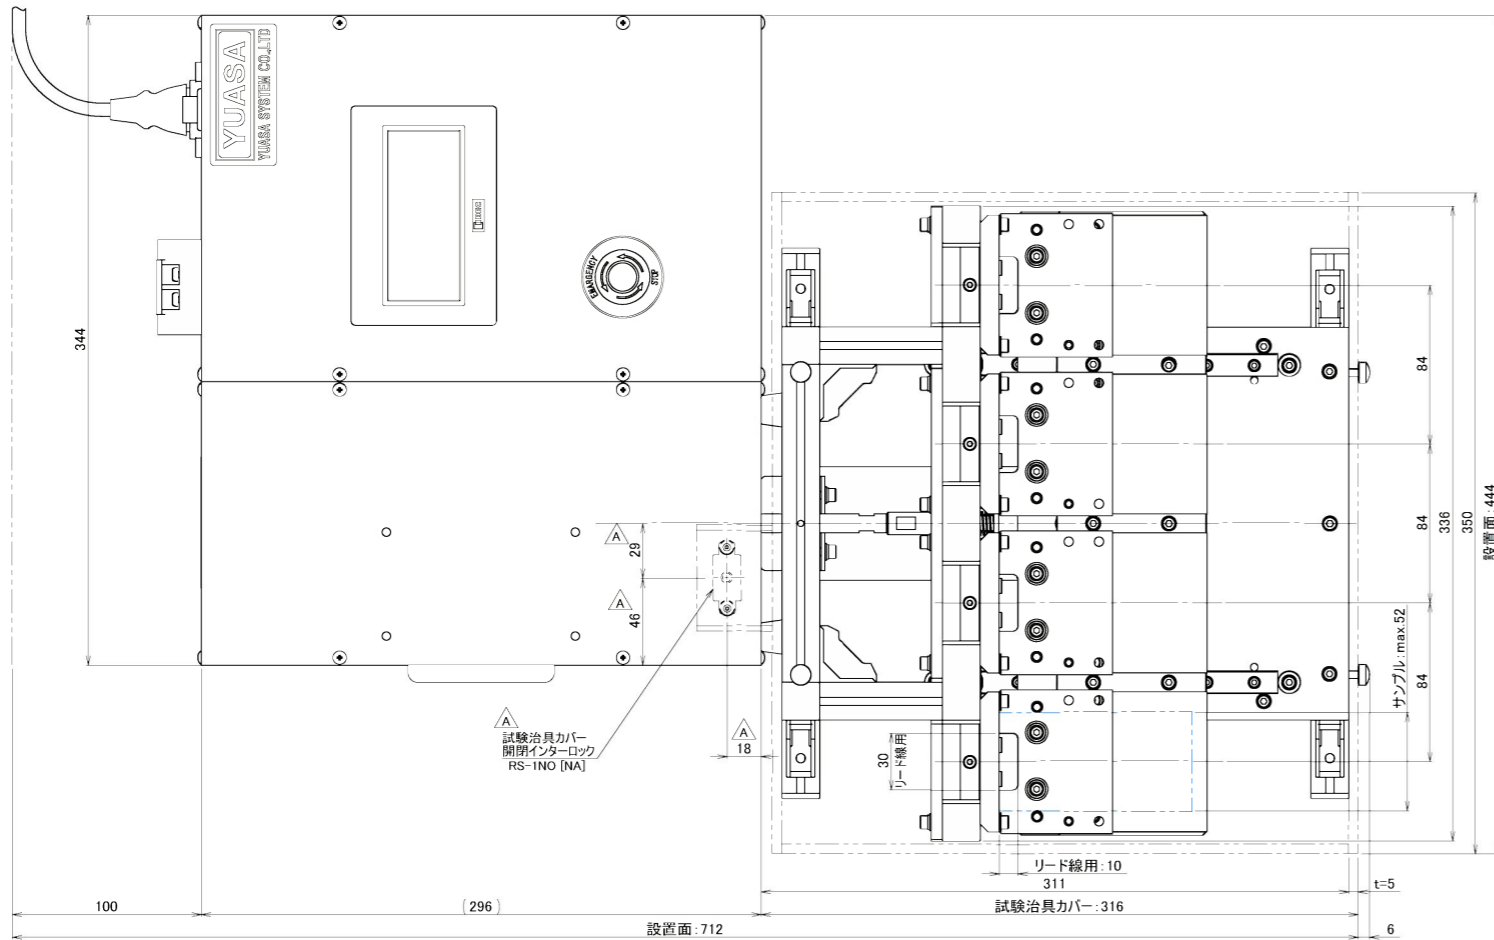 YUASA
YUASA SYSTEM CO.,LTD
344
EMARGENCY
STOP
A
29
A
46
A
試験治具カバー
開閉インターロック
RS-1NO [NA]
A
18
30
リード線用
84
84
84
サンプル:max.52
336
350
設置面:444
リード線用:10
311
t=5
100
(296)
試験治具カバー:316
設置面:712
6